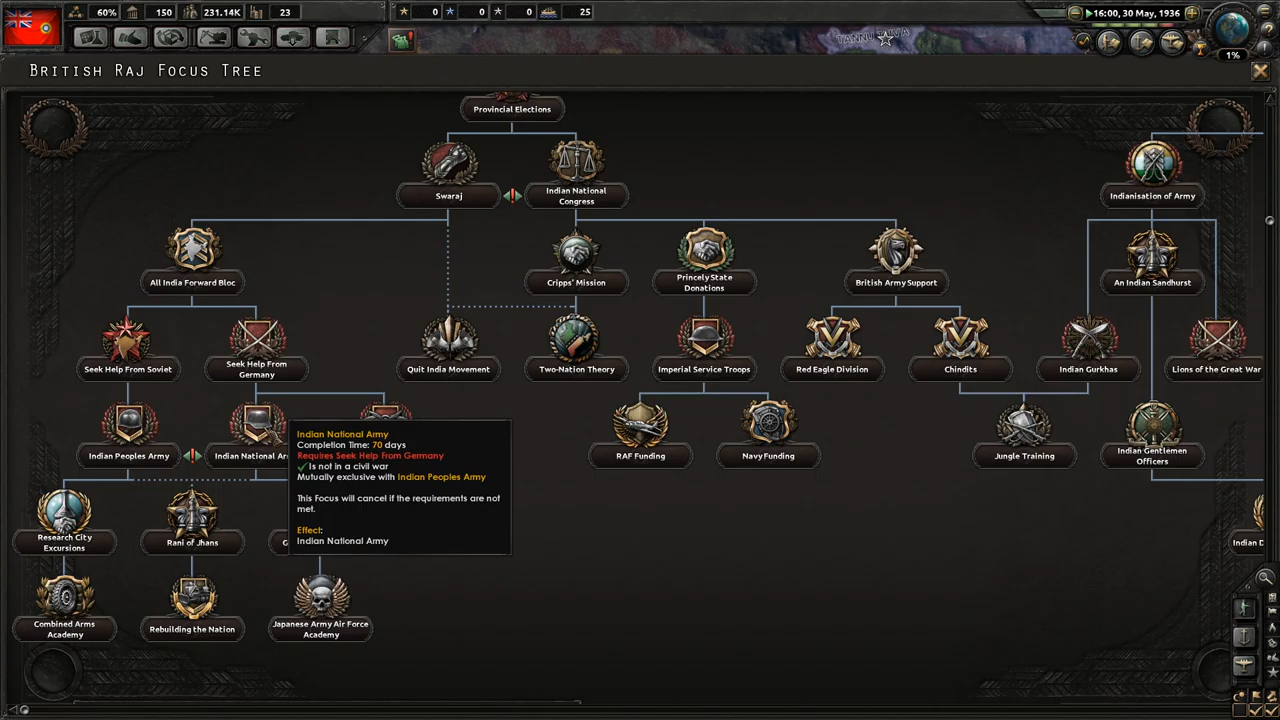 60%
150
231.14K
23
0
0
0
25
16:00, 30 May, 1936
TANNU TUVA
1%
BRITISH RAJ FOCUS TREE
Provincial Elections
Swaraj
Indian National
Congress
Indianisation of Army
All India Forward Bloc
Cripps' Mission
Princely State
Donations
British Army Support
An Indian Sandhurst
Seek Help From Soviet
Seek Help From
Germany
Quit India Movement
Two-Nation Theory
Imperial Service Troops
Red Eagle Division
Chindits
Indian Gurkhas
Lions of the Great War
Indian Peoples Army
Indian National Ar
RAF Funding
Navy Funding
Jungle Training
Indian Gentlemen
Officers
Indian National Army
Completion Time: 70 days
Requires Seek Help From Germany
Is not in a civil war
Mutually exclusive with Indian Peoples Army
This Focus will cancel if the requirements are not
met.
Effect:
Indian National Army
Research City
Excursions
Rani of Jhans
G
Indian D
Combined Arms
Academy
Rebuilding the Nation
Japanese Army Air Force
Academy